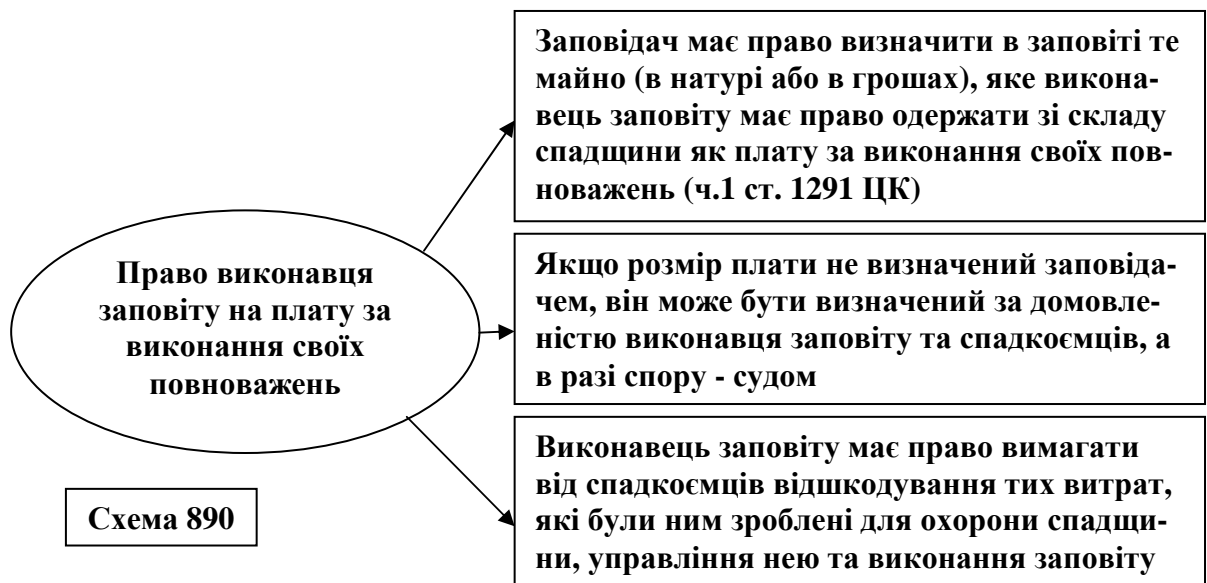 Заповідач має право визначити в заповіті те
майно (в натурі або в грошах), яке викона-
вець заповіту має право одержати зі складу
спадщини як плату за виконання своїх пов-
новажень (ч.1 ст. 1291 ЦК)
Право виконавця
заповіту на плату за
виконання своїх
повноважень
Якщо розмір плати не визначений заповіда-
чем, він може бути визначений за домовле-
ністю виконавця заповіту та спадкоємців, а
в разі спору - судом
Виконавець заповіту має право вимагати
від спадкоємців відшкодування тих витрат,
які були ним зроблені для охорони спадщи-
ни, управління нею та виконання заповіту
Схема 890